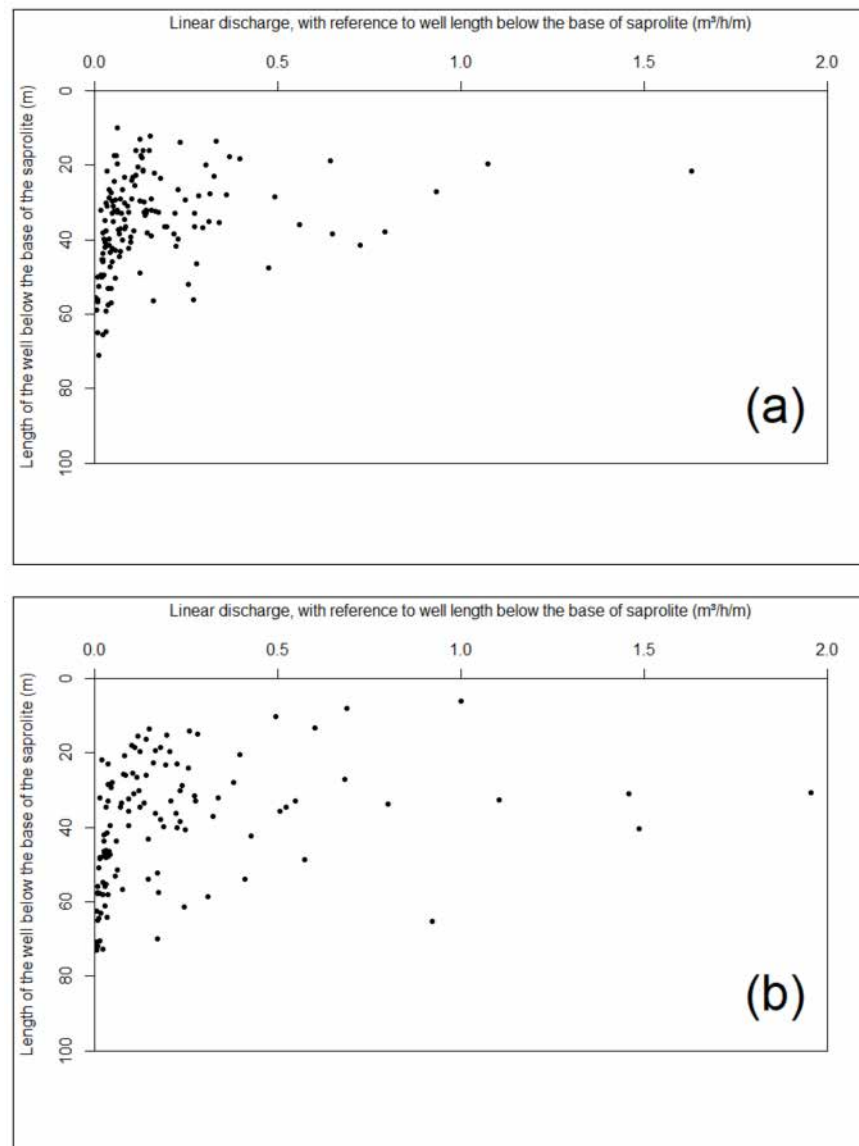 Linear discharge, with reference to well length below the base of saprolite (m³/h/m)
0.0 0.5 1.0 1.5 2.0
Length of the well below the base of the saprolite (m)
0
20
40
60
80
100
(a)
Linear discharge, with reference to well length below the base of saprolite (m³/h/m)
0.0 0.5 1.0 1.5 2.0
Length of the well below the base of the saprolite (m)
0
20
40
60
80
100
(b)